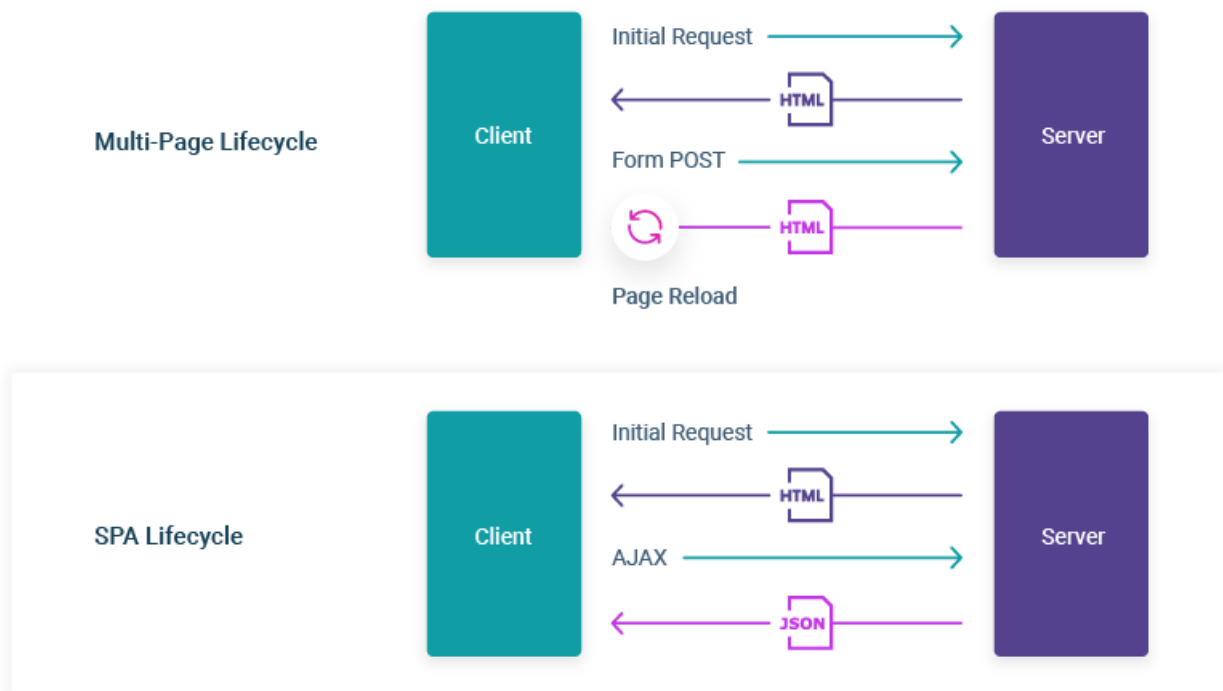 Initial Request
HTML
Multi-Page Lifecycle
Client
Server
Form POST
HTML
Page Reload
Initial Request
HTML
SPA Lifecycle
Client
Server
AJAX
JSON